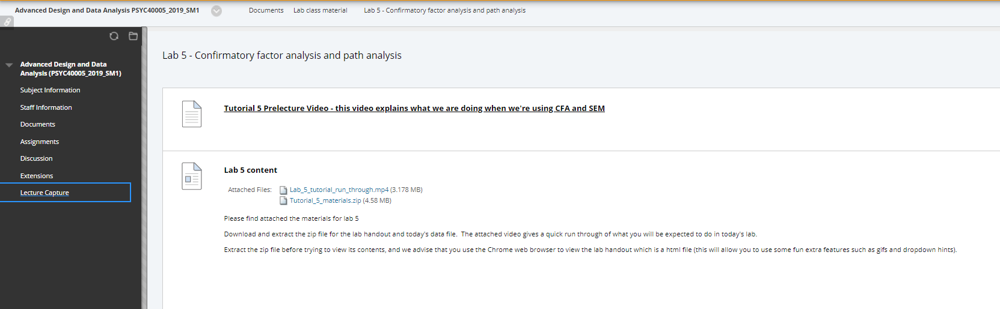 Advanced Design and Data Analysis PSYC40005_2019_SM1
Documents
Lab class material
Lab 5 - Confirmatory factor analysis and path analysis
Advanced Design and Data
Analysis (PSYC40005_2019_SM1)
Subject Information
Staff Information
Documents
Assignments
Discussion
Extensions
Lecture Capture
Lab 5 - Confirmatory factor analysis and path analysis
Tutorial 5 Prelecture Video - this video explains what we are doing when we're using CFA and SEM
Lab 5 content
Attached Files: Lab_5_tutorial_run_through.mp4 (3.178 MB)
Tutorial_5_materials.zip (4.58 MB)
Please find attached the materials for lab 5
Download and extract the zip file for the lab handout and today's data file. The attached video gives a quick run through of what you will be expected to do in today's lab.
Extract the zip file before trying to view its contents, and we advise that you use the Chrome web browser to view the lab handout which is a html file (this will allow you to use some fun extra features such as gifs and dropdown hints).